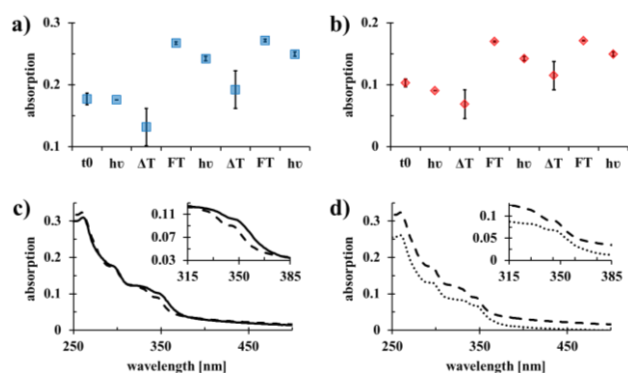 a)
absorption
0.3
0.2
0.1
t0 hυ ΔT FT hυ ΔT FT hυ
b)
absorption
0.2
0.1
0
t0 hυ ΔT FT hυ ΔT FT hυ
c)
absorption
0.3
0.2
0.1
0
250 350 450
wavelength [nm]
0.11
0.07
0.03
315 350 385
d)
absorption
0.3
0.2
0.1
0
250 350 450
wavelength [nm]
0.1
0.05
0
315 350 385